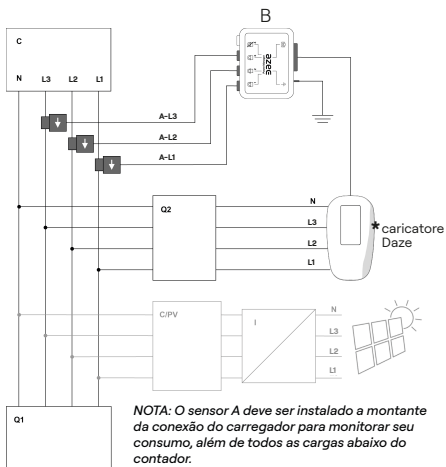 B
C
N L3 L2 L1
aze
A-L3
A-L2
A-L1
Q2
N
L3
L2
L1
*caricatore
Daze
C/PV
I
N
L3
L2
L1
Q1
NOTA: O sensor A deve ser instalado a montante
da conexão do carregador para monitorar seu
consumo, além de todos as cargas abaixo do
contador.